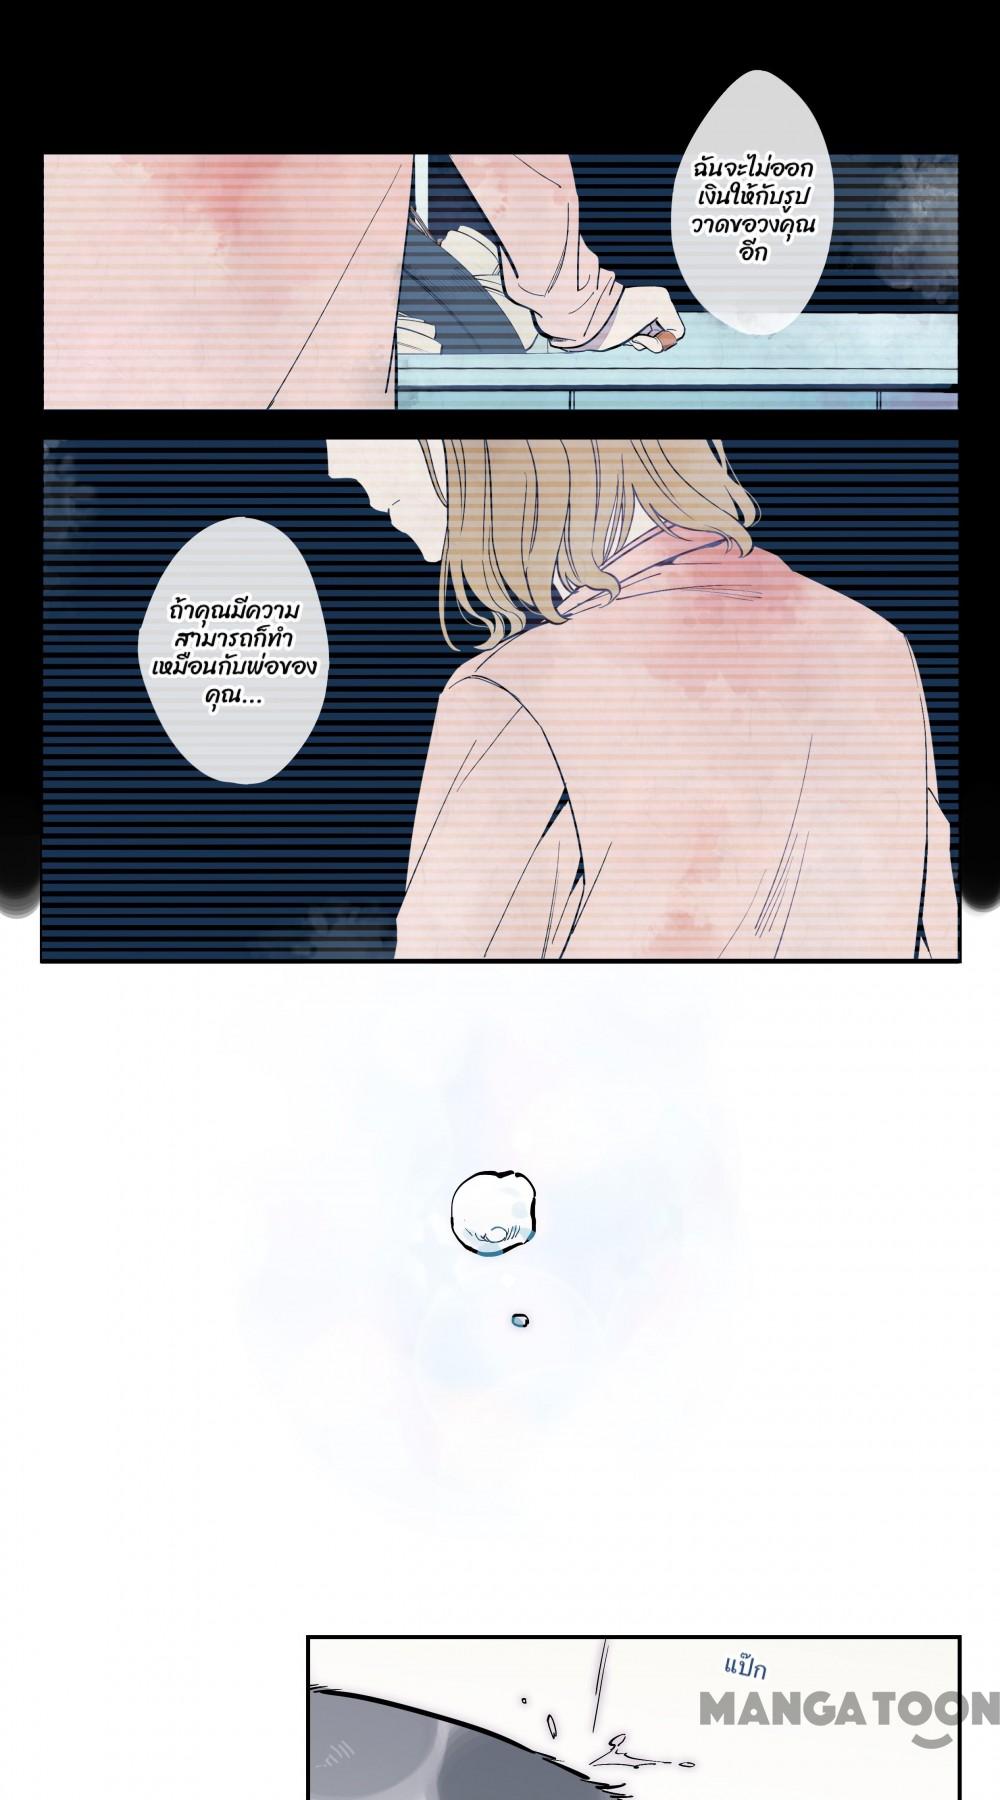 ฉันจะไม่ออก
เงินให้กับรูป
วาดขอวงคุณ
อีก
ถ้าคุณมีความ
สามารถก็ทำ
เหมือนกับพ่อของ
คุณ...
แป๊ก
MANGATOON